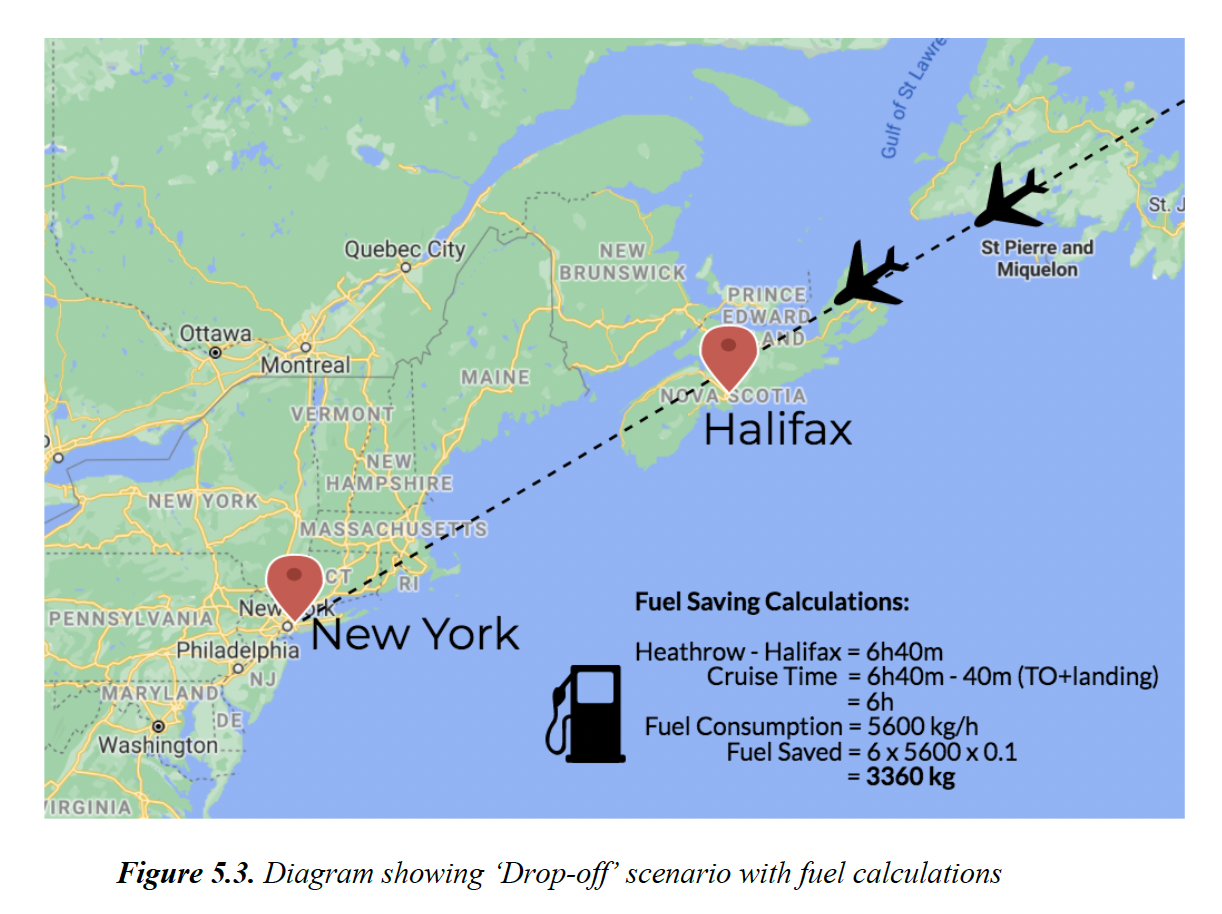 Gulf of St Lawre
St. J
St Pierre and
Miquelon
Quebec City
NEW
BRUNSWICK
PRINCE
EDWARD
AND
Ottawa
Montreal
MAINE
NOVA SCOTIA
Halifax
VERMONT
NEW
HAMPSHIRE
NEW YORK
MASSACHUSETTS
CT
RI
PENNSYLVANIA
New York
New York
Philadelphia
NJ
MARYLAND
DE
Washington
VIRGINIA
Fuel Saving Calculations:
Heathrow - Halifax = 6h40m
Cruise Time = 6h40m - 40m (TO+landing)
= 6h
Fuel Consumption = 5600 kg/h
Fuel Saved = 6 x 5600 x 0.1
= 3360 kg
Figure 5.3. Diagram showing ‘Drop-off’ scenario with fuel calculations